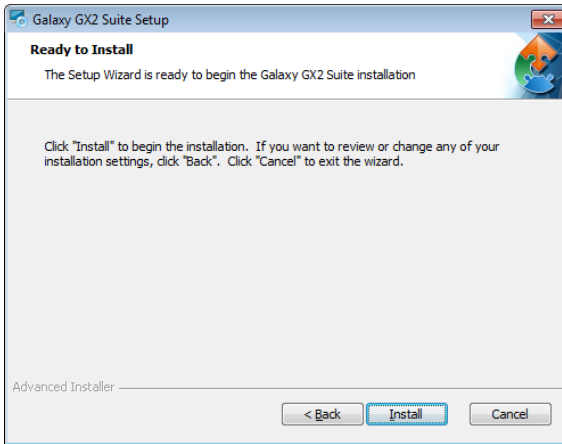 Galaxy GX2 Suite Setup
Ready to Install
The Setup Wizard is ready to begin the Galaxy GX2 Suite installation
Click "Install" to begin the installation.  If you want to review or change any of your
installation settings, click "Back".  Click "Cancel" to exit the wizard.
Advanced Installer
< Back Install Cancel